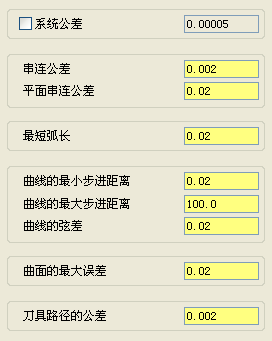 系统公差 0.00005
串连公差 0.002
平面串连公差 0.02
最短弧长 0.02
曲线的最小步进距离 0.02
曲线的最大步进距离 100.0
曲线的弦差 0.02
曲面的最大误差 0.02
刀具路径的公差 0.002